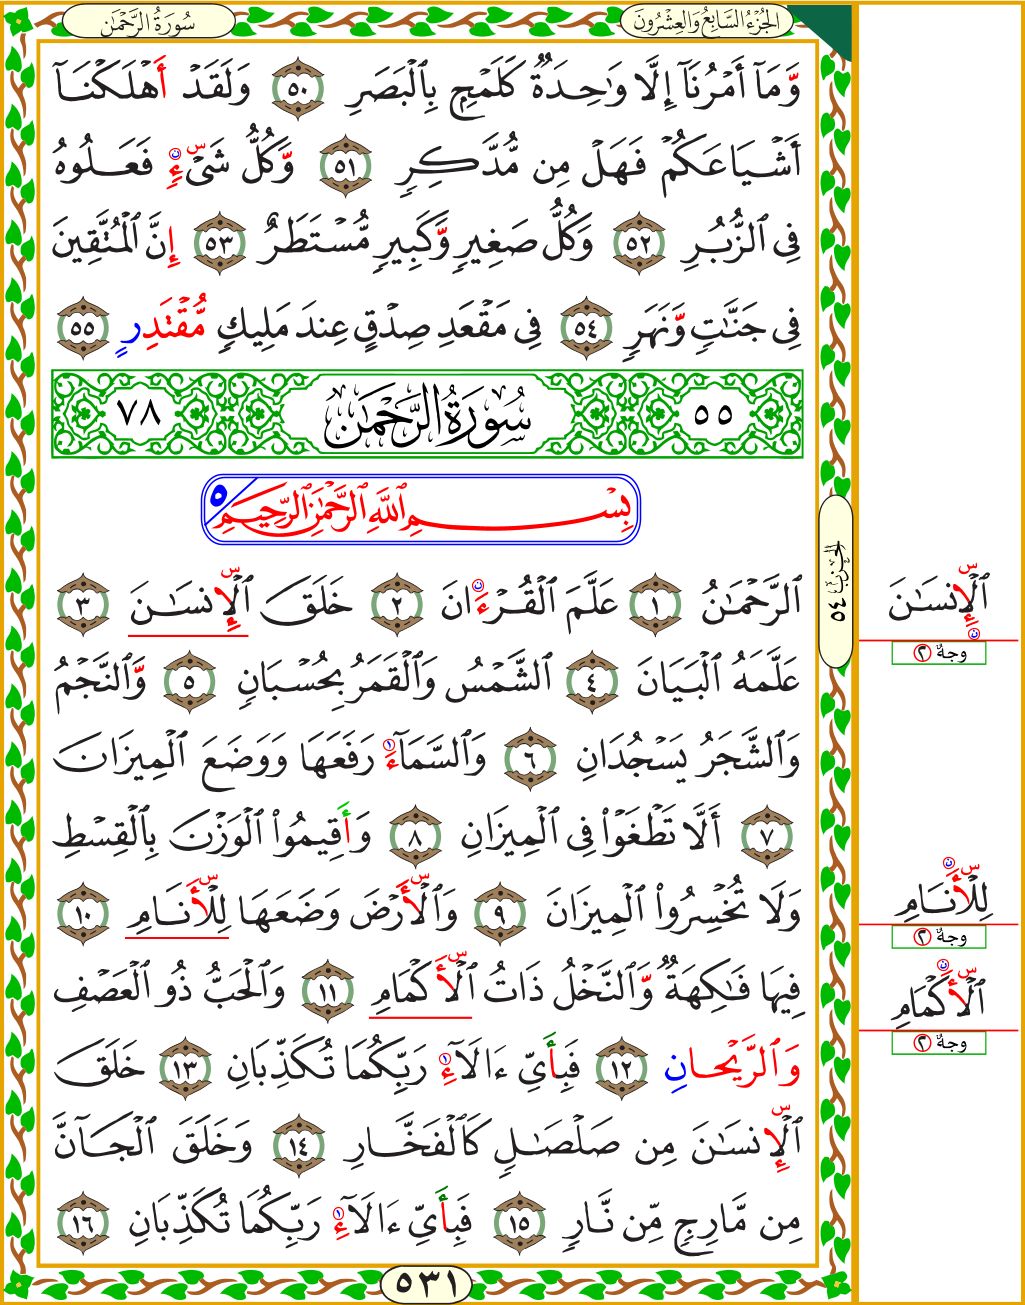 الجُزْءُ السَّابِعُ وَالْعِشْرُونَ
سُورَةُ الرَّحْمَٰن
وَّمَآ أَمْرُنَآ إِلَّا وَٰحِدَةٌ كَلَمْحٍۭ بِٱلْبَصَرِ ٥٠ وَلَقَدْ أَهْلَكْنَآ
أَشْيَاعَكُمْ فَهَلْ مِن مُّدَّكِرٍ ٥١ وَّكُلُّ شَىْءٍ فَعَلُوهُ
فِى ٱلزُّبُرِ ٥٢ وَكُلُّ صَغِيرٍ وَّكَبِيرٍ مُّسْتَطَرٌ ٥٣ إِنَّ ٱلْمُتَّقِينَ
فِى جَنَّٰتٍ وَّنَهَرٍ ٥٤ فِى مَقْعَدِ صِدْقٍ عِندَ مَلِيكٍ مُّقْتَدِرٍ ٥٥
٥٥ سُورَةُ الرَّحْمَٰن ٧٨
بِسْمِ ٱللَّهِ ٱلرَّحْمَٰنِ ٱلرَّحِيمِ ٥
ٱلرَّحْمَٰنُ ١ عَلَّمَ ٱلْقُرْءَانَ ٢ خَلَقَ ٱلْإِنسَٰنَ ٣
عَلَّمَهُ ٱلْبَيَانَ ٤ ٱلشَّمْسُ وَٱلْقَمَرُ بِحُسْبَانٍ ٥ وَّٱلنَّجْمُ
وَٱلشَّجَرُ يَسْجُدَانِ ٦ وَٱلسَّمَآءَ رَفَعَهَا وَوَضَعَ ٱلْمِيزَانَ
٧ أَلَّا تَطْغَوْا۟ فِى ٱلْمِيزَانِ ٨ وَأَقِيمُوا۟ ٱلْوَزْنَ بِٱلْقِسْطِ
وَلَا تُخْسِرُوا۟ ٱلْمِيزَانَ ٩ وَٱلْأَرْضَ وَضَعَهَا لِلْأَنَامِ ١٠
فِيهَا فَٰكِهَةٌ وَّٱلنَّخْلُ ذَاتُ ٱلْأَكْمَامِ ١١ وَٱلْحَبُّ ذُو ٱلْعَصْفِ
وَٱلرَّيْحَانِ ١٢ فَبِأَىِّ ءَالَآءِ رَبِّكُمَا تُكَذِّبَانِ ١٣ خَلَقَ
ٱلْإِنسَٰنَ مِن صَلْصَٰلٍ كَٱلْفَخَّارِ ١٤ وَخَلَقَ ٱلْجَآنَّ
مِن مَّارِجٍ مِّن نَّارٍ ١٥ فَبِأَىِّ ءَالَآءِ رَبِّكُمَا تُكَذِّبَانِ ١٦
الحزب ٥٤
ٱلْإِنسَٰنَ
وجهٌ ٢
لِلْأَنَامِ
وجهٌ ٢
ٱلْأَكْمَامِ
وجهٌ ٢
٥٣١